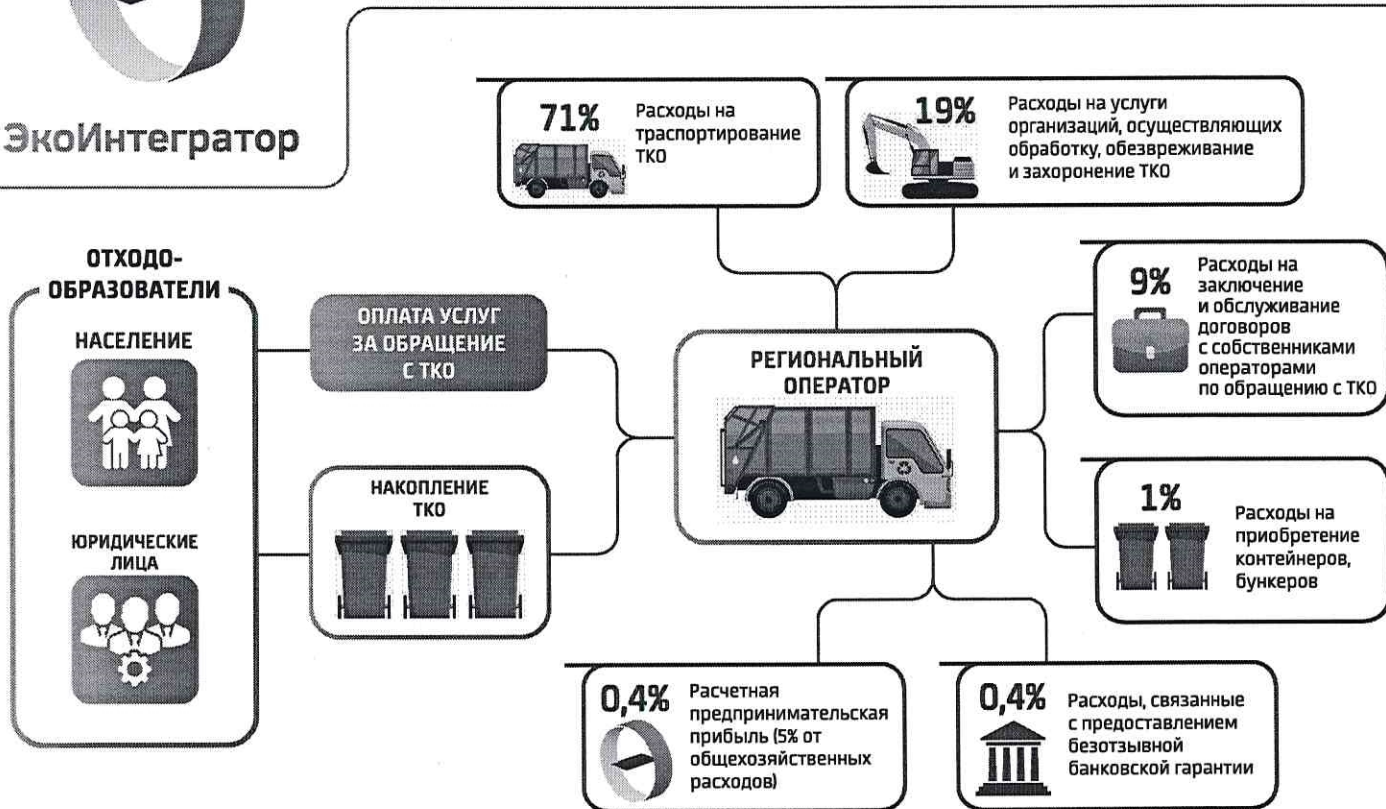 ЭкоИнтегратор
71%
Расходы на
траспортирование
ТКО
19%
Расходы на услуги
организаций, осуществляющих
обработку, обезвреживание
и захоронение ТКО
ОТХОДО-
ОБРАЗОВАТЕЛИ
НАСЕЛЕНИЕ
ЮРИДИЧЕСКИЕ
ЛИЦА
ОПЛАТА УСЛУГ
ЗА ОБРАЩЕНИЕ
С ТКО
НАКОПЛЕНИЕ
ТКО
РЕГИОНАЛЬНЫЙ
ОПЕРАТОР
9%
Расходы на
заключение
и обслуживание
договоров
с собственниками
операторами
по обращению с ТКО
1%
Расходы на
приобретение
контейнеров,
бункеров
0,4%
Расчетная
предпринимательская
прибыль (5% от
общехозяйственных
расходов)
0,4%
Расходы, связанные
с предоставлением
безотзывной
банковской гарантии